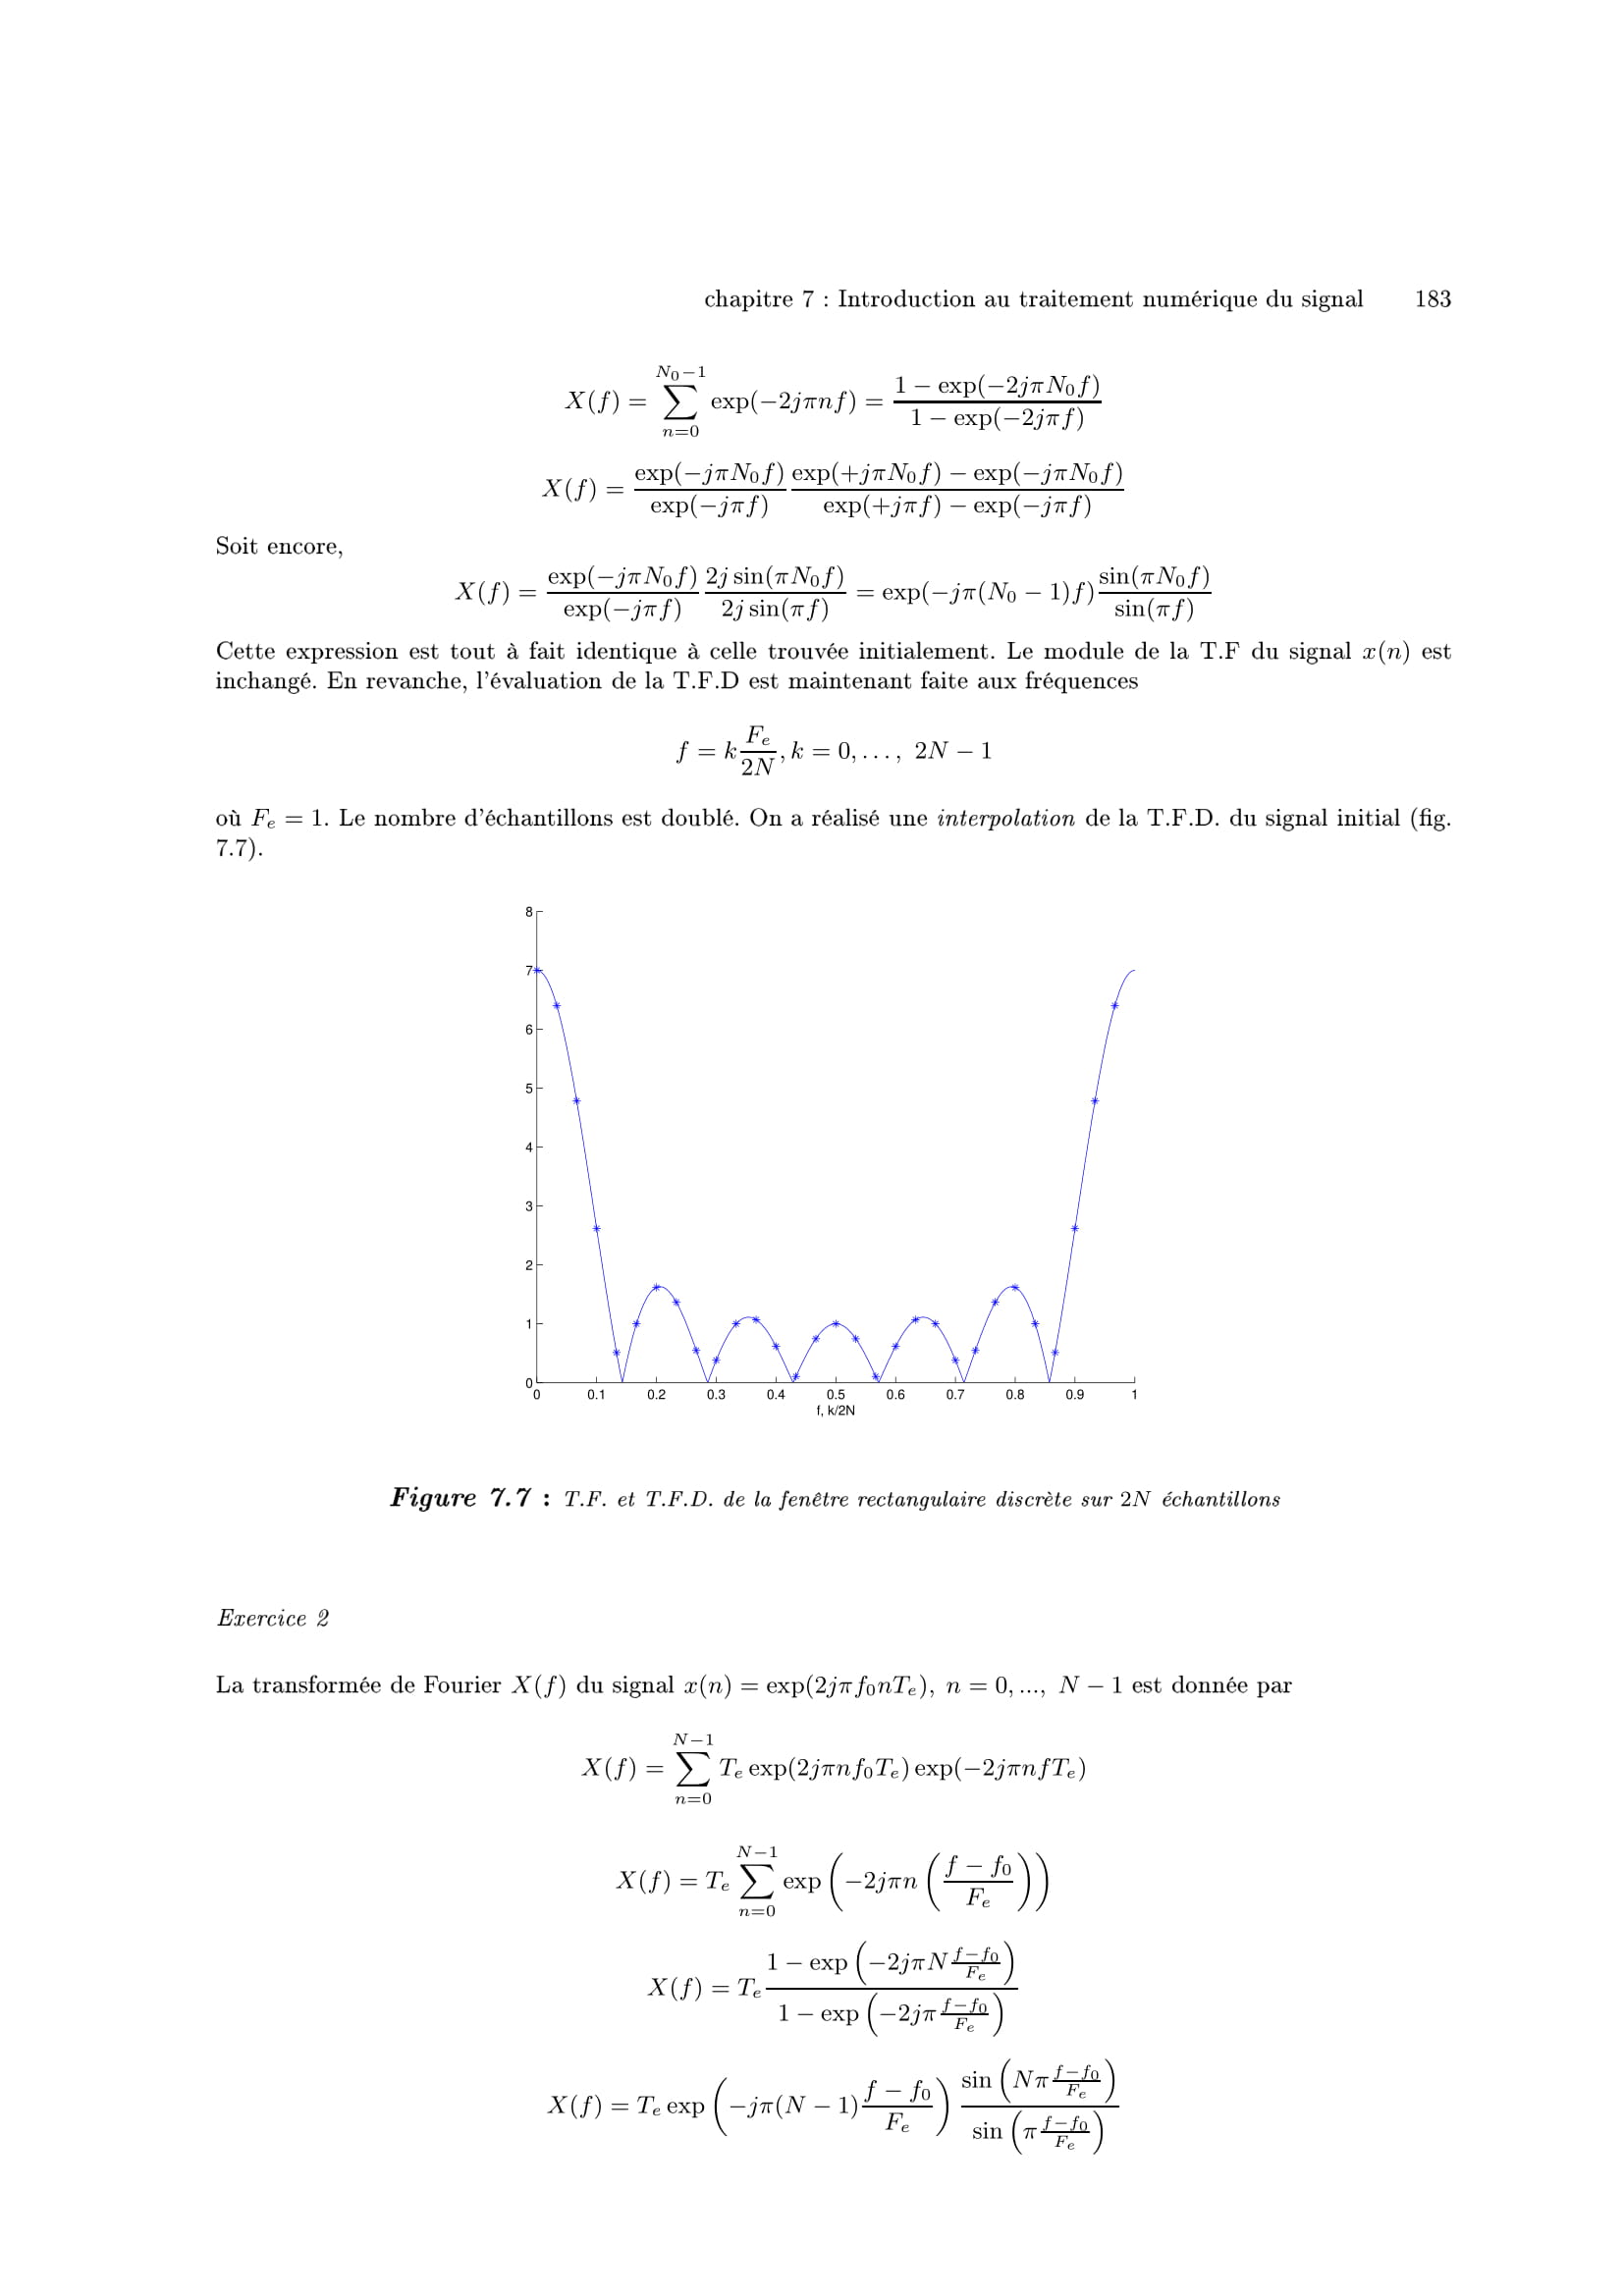 chapitre 7 : Introduction au traitement numérique du signal 183
$$X(f) = \sum_{n=0}^{N_0-1} \exp(-2j\pi nf) = \frac{1 - \exp(-2j\pi N_0 f)}{1 - \exp(-2j\pi f)}$$
$$X(f) = \frac{\exp(-j\pi N_0 f)}{\exp(-j\pi f)} \frac{\exp(+j\pi N_0 f) - \exp(-j\pi N_0 f)}{\exp(+j\pi f) - \exp(-j\pi f)}$$
Soit encore,
$$X(f) = \frac{\exp(-j\pi N_0 f)}{\exp(-j\pi f)} \frac{2j \sin(\pi N_0 f)}{2j \sin(\pi f)} = \exp(-j\pi(N_0 - 1)f) \frac{\sin(\pi N_0 f)}{\sin(\pi f)}$$
Cette expression est tout à fait identique à celle trouvée initialement. Le module de la T.F du signal $x(n)$ est
inchangé. En revanche, l'évaluation de la T.F.D est maintenant faite aux fréquences
$$f = k\frac{F_e}{2N}, k = 0, \ldots, \ 2N - 1$$
où $F_e = 1$. Le nombre d'échantillons est doublé. On a réalisé une interpolation de la T.F.D. du signal initial (fig.
7.7).
8
7
6
5
4
3
2
1
0
0 0.1 0.2 0.3 0.4 0.5 0.6 0.7 0.8 0.9 1
f, k/2N
Figure 7.7 : T.F. et T.F.D. de la fenêtre rectangulaire discrète sur $2N$ échantillons
Exercice 2
La transformée de Fourier $X(f)$ du signal $x(n) = \exp(2j\pi f_0 nT_e), \ n = 0, ..., \ N - 1$ est donnée par
$$X(f) = \sum_{n=0}^{N-1} T_e \exp(2j\pi nf_0 T_e) \exp(-2j\pi nfT_e)$$
$$X(f) = T_e \sum_{n=0}^{N-1} \exp\left(-2j\pi n\left(\frac{f - f_0}{F_e}\right)\right)$$
$$X(f) = T_e \frac{1 - \exp\left(-2j\pi N\frac{f-f_0}{F_e}\right)}{1 - \exp\left(-2j\pi\frac{f-f_0}{F_e}\right)}$$
$$X(f) = T_e \exp\left(-j\pi(N - 1)\frac{f - f_0}{F_e}\right) \frac{\sin\left(N\pi\frac{f-f_0}{F_e}\right)}{\sin\left(\pi\frac{f-f_0}{F_e}\right)}$$